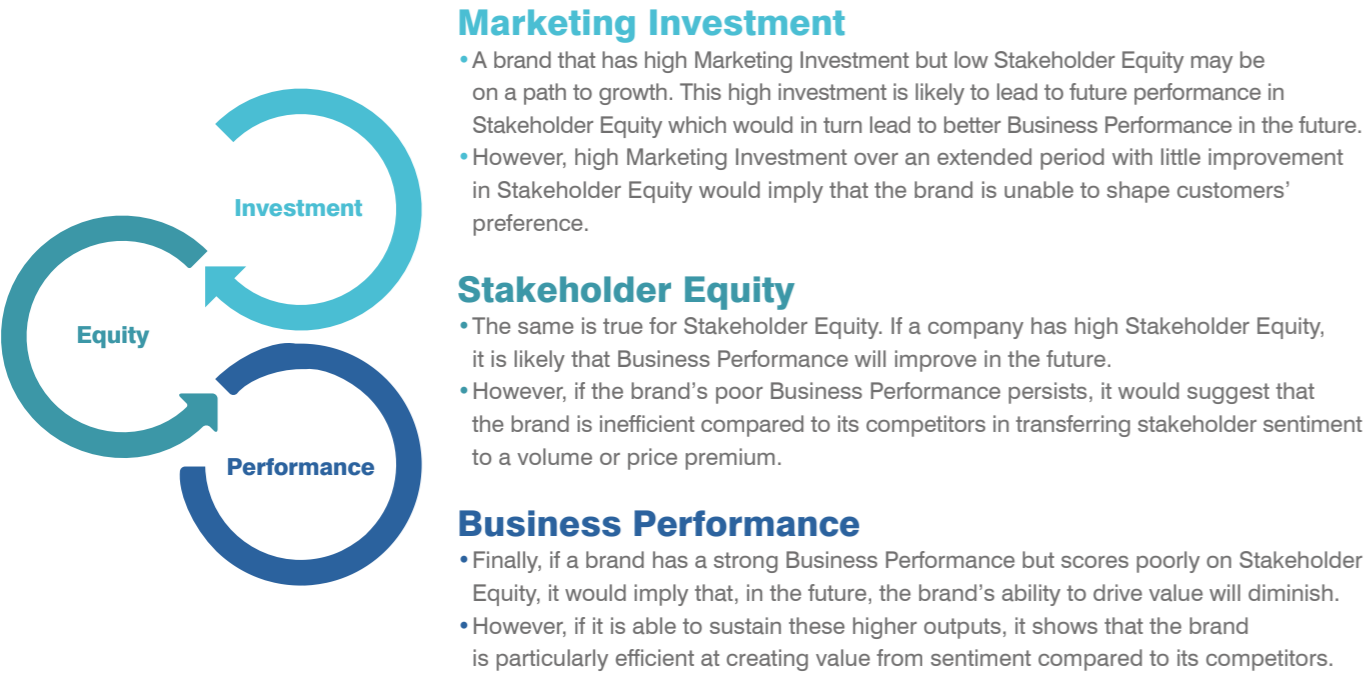 Marketing Investment
•A brand that has high Marketing Investment but low Stakeholder Equity may be
on a path to growth. This high investment is likely to lead to future performance in
Stakeholder Equity which would in turn lead to better Business Performance in the future.
•However, high Marketing Investment over an extended period with little improvement
in Stakeholder Equity would imply that the brand is unable to shape customers’
preference.
Investment
Stakeholder Equity
•The same is true for Stakeholder Equity. If a company has high Stakeholder Equity,
it is likely that Business Performance will improve in the future.
•However, if the brand’s poor Business Performance persists, it would suggest that
the brand is inefficient compared to its competitors in transferring stakeholder sentiment
to a volume or price premium.
Equity
Performance
Business Performance
•Finally, if a brand has a strong Business Performance but scores poorly on Stakeholder
Equity, it would imply that, in the future, the brand’s ability to drive value will diminish.
•However, if it is able to sustain these higher outputs, it shows that the brand
is particularly efficient at creating value from sentiment compared to its competitors.